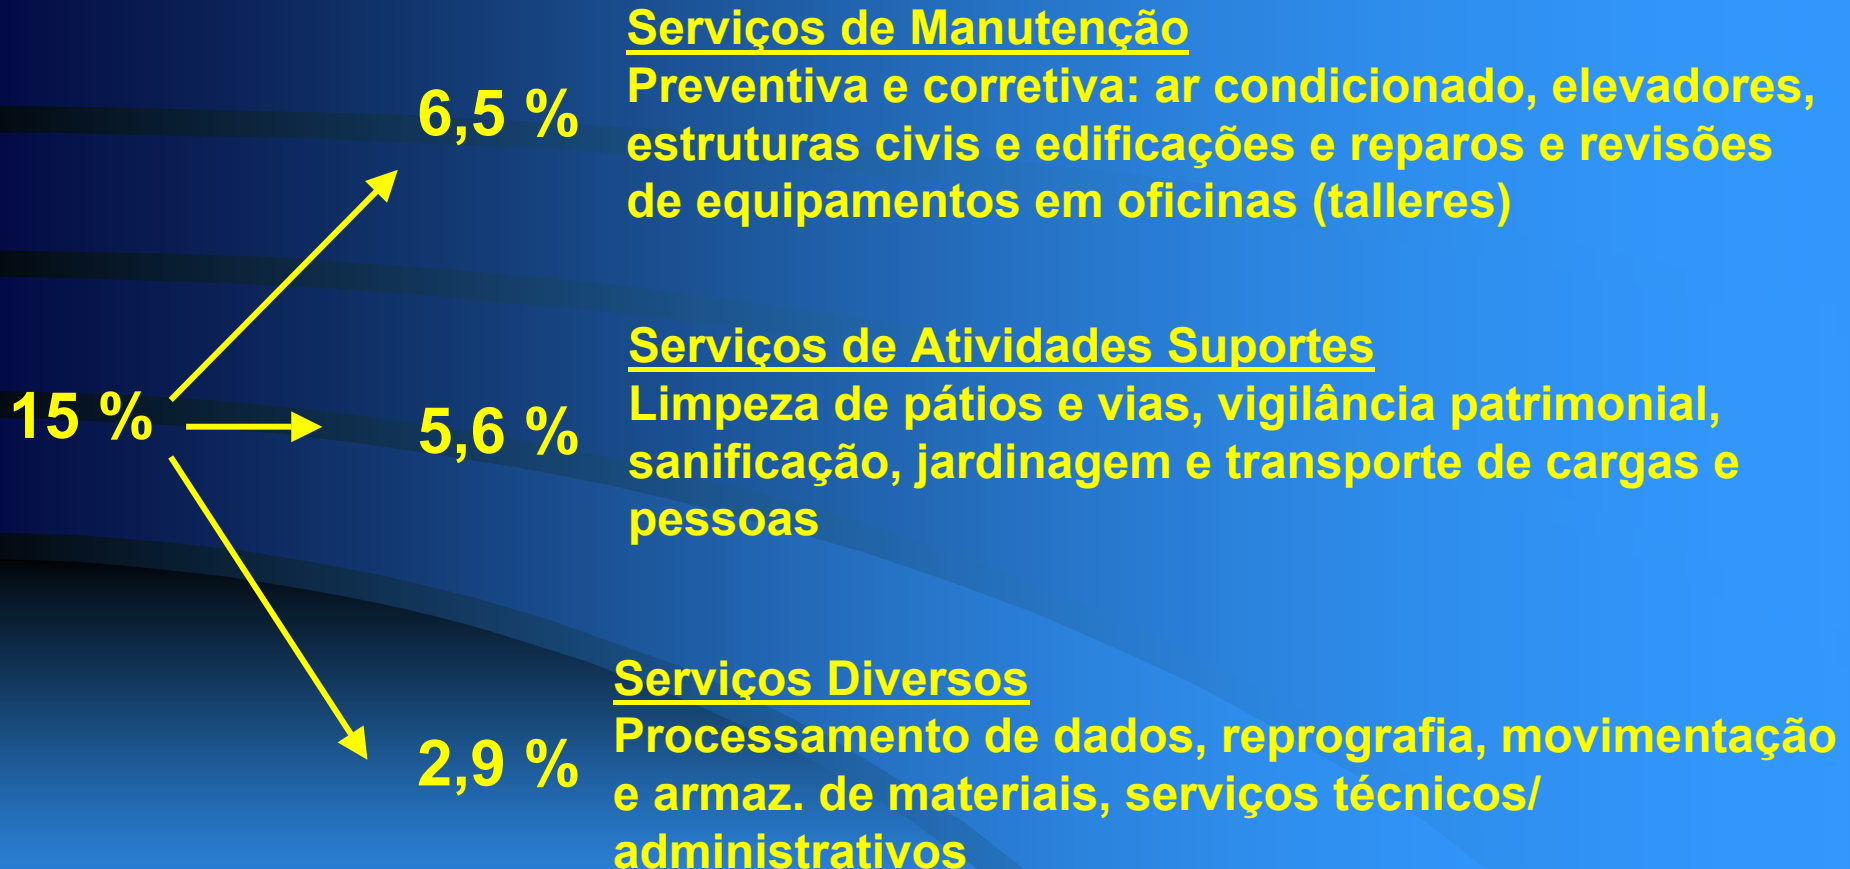 Serviços de Manutenção
6,5 %
Preventiva e corretiva: ar condicionado, elevadores,
estruturas civis e edificações e reparos e revisões
de equipamentos em oficinas (talleres)
15 %
5,6 %
Serviços de Atividades Suportes
Limpeza de pátios e vias, vigilância patrimonial,
sanificação, jardinagem e transporte de cargas e
pessoas
2,9 %
Serviços Diversos
Processamento de dados, reprografia, movimentação
e armaz. de materiais, serviços técnicos/
administrativos